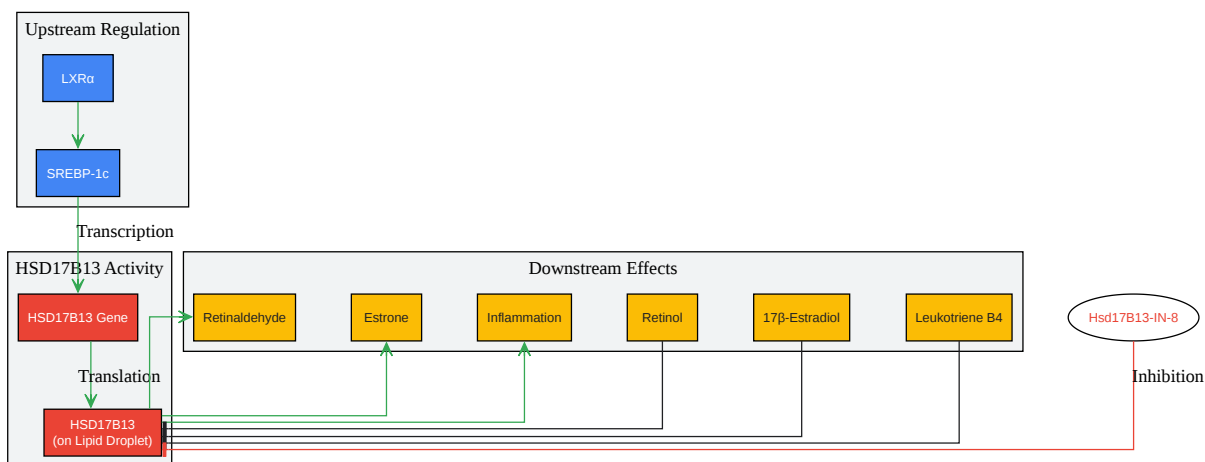 Upstream Regulation
LXRα
SREBP-1c
Transcription
HSD17B13 Activity
Downstream Effects
HSD17B13 Gene
Retinaldehyde
Estrone
Inflammation
Retinol
17β-Estradiol
Leukotriene B4
Hsd17B13-IN-8
Translation
Inhibition
HSD17B13
(on Lipid Droplet)